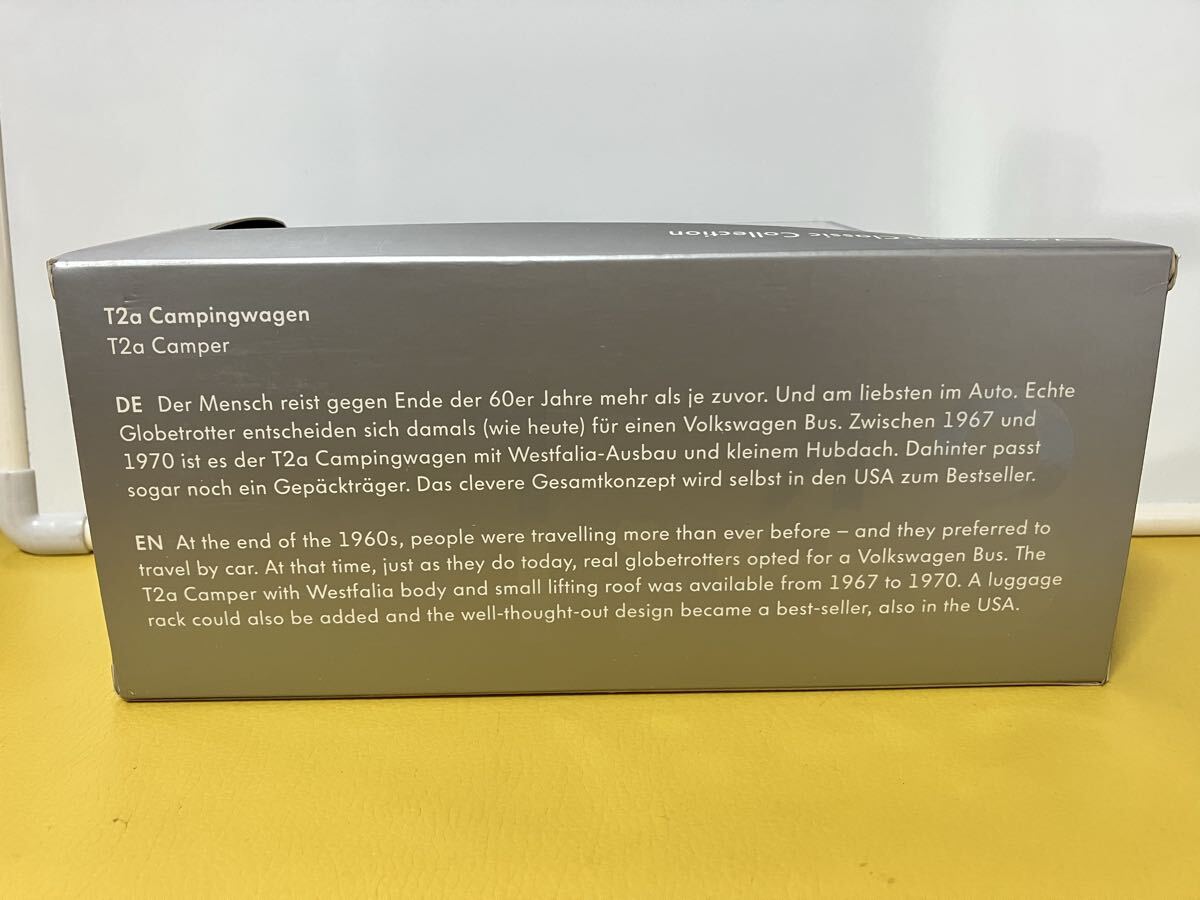 Classic Collection
T2a Campingwagen
T2a Camper
DE Der Mensch reist gegen Ende der 60er Jahre mehr als je zuvor. Und am liebsten im Auto. Echte
Globetrotter entscheiden sich damals (wie heute) für einen Volkswagen Bus. Zwischen 1967 und
1970 ist es der T2a Campingwagen mit Westfalia-Ausbau und kleinem Hubdach. Dahinter passt
sogar noch ein Gepäckträger. Das clevere Gesamtkonzept wird selbst in den USA zum Bestseller.
EN At the end of the 1960s, people were travelling more than ever before – and they preferred to
travel by car. At that time, just as they do today, real globetrotters opted for a Volkswagen Bus. The
T2a Camper with Westfalia body and small lifting roof was available from 1967 to 1970. A luggage
rack could also be added and the well-thought-out design became a best-seller, also in the USA.